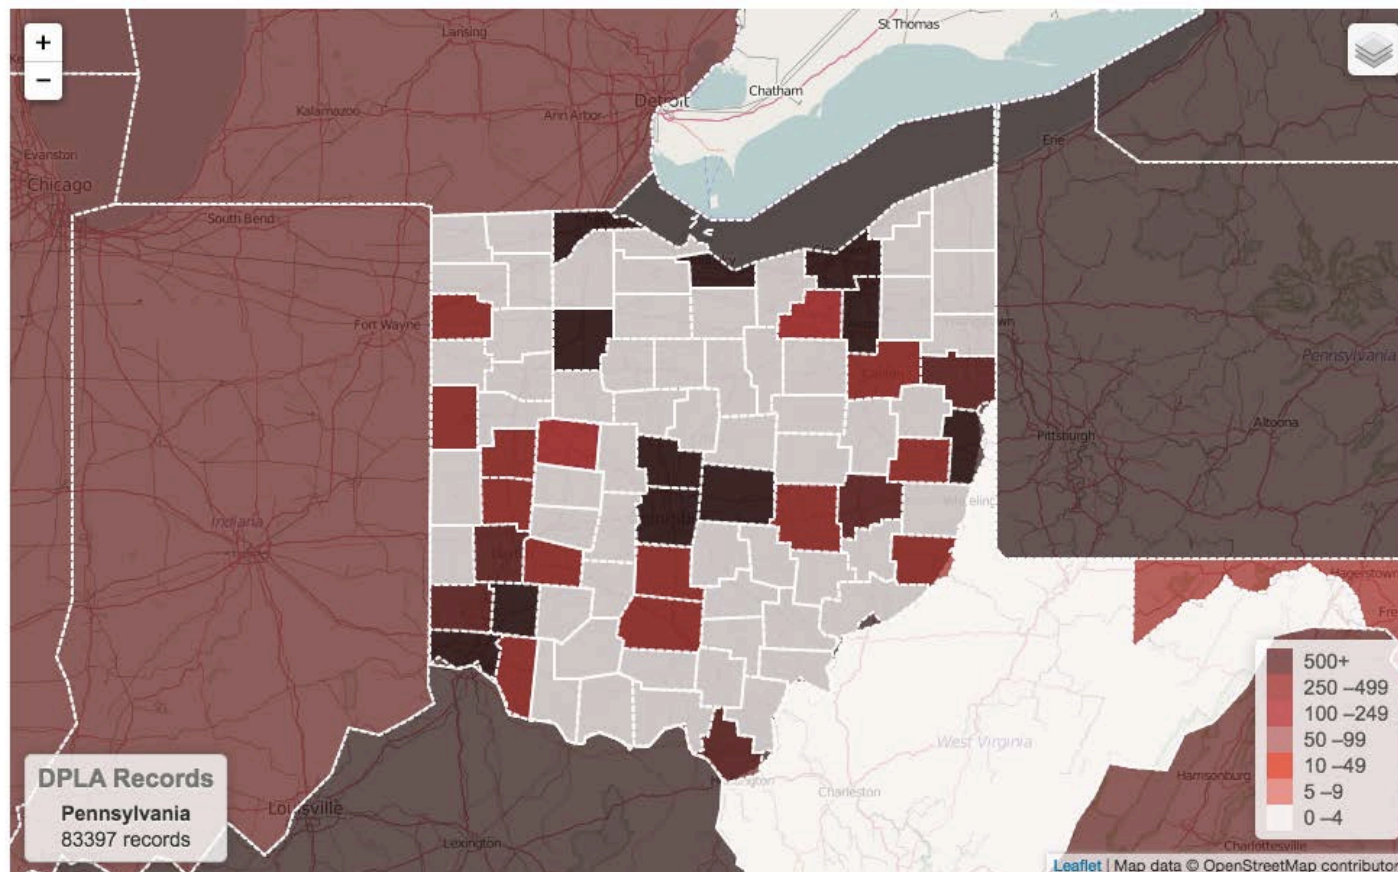 +
−
Lansing
St Thomas
Chatham
Detroit
Kalamazoo
Ann Arbor
Evanston
Chicago
Erie
South Bend
Fort Wayne
Pennsylvania
Pittsburgh
Altoona
Indiana
Hagerstown
West Virginia
Charleston
Harrisonburg
Charlottesville
Lexington
DPLA Records
Pennsylvania
83397 records
500+
250 –499
100 –249
50 –99
10 –49
5 –9
0 –4
Leaflet | Map data © OpenStreetMap contributor